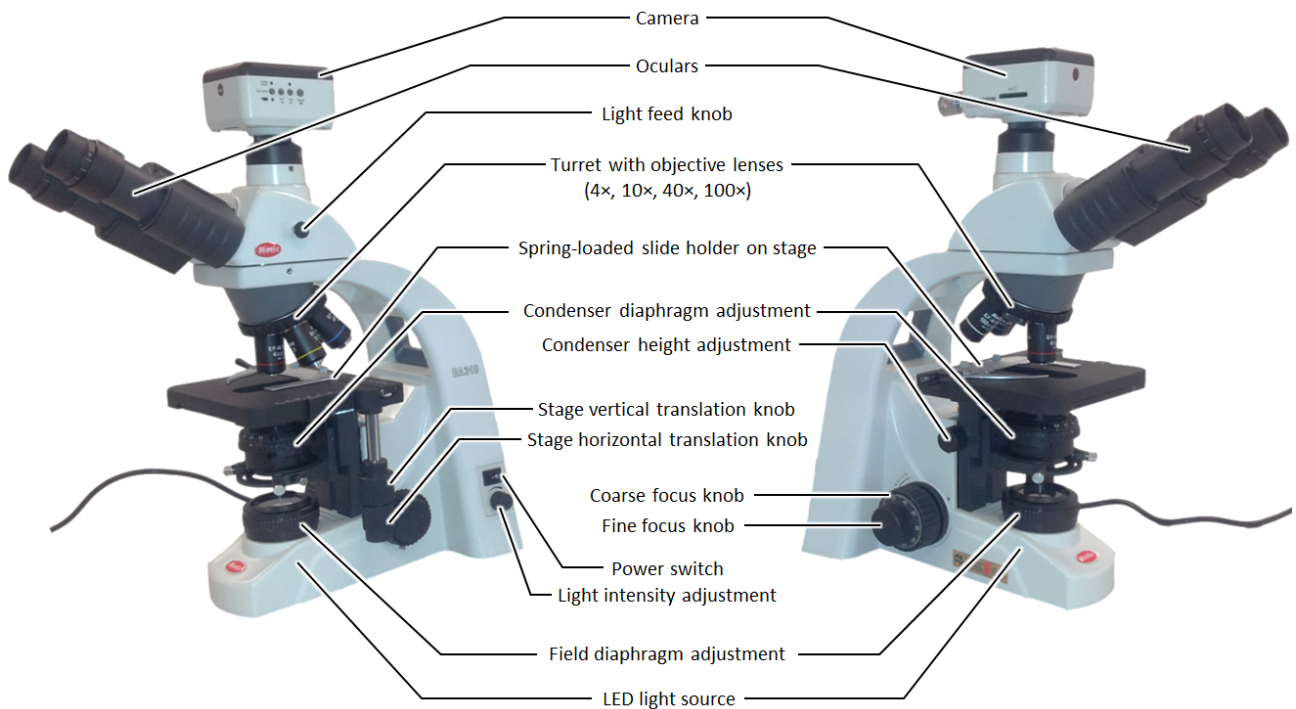 Camera
Oculars
Light feed knob
Turret with objective lenses
(4×, 10×, 40×, 100×)
Spring-loaded slide holder on stage
Condenser diaphragm adjustment
Condenser height adjustment
Stage vertical translation knob
Stage horizontal translation knob
Coarse focus knob
Fine focus knob
Power switch
Light intensity adjustment
Field diaphragm adjustment
LED light source
Motic
BA210